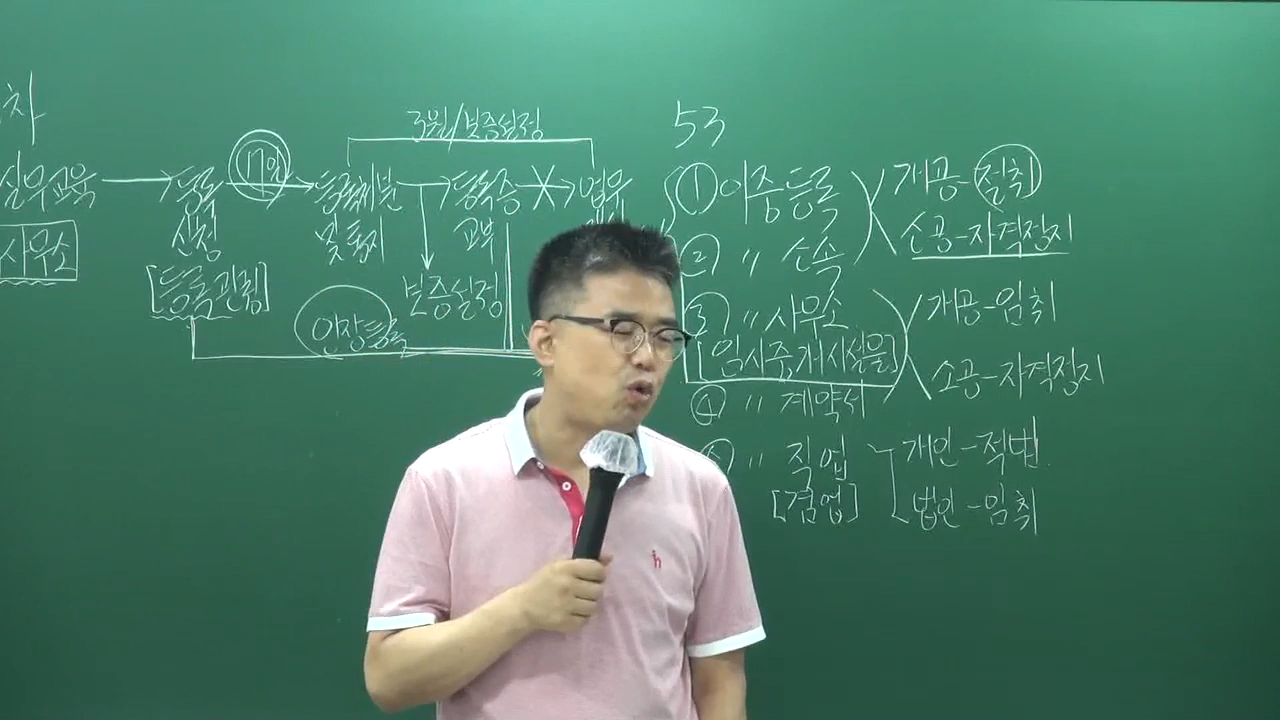 차
실무교육 → 등록 → 등록처분 → 등록증 → 업무
7일
신청
및 통지
교부
3월/보증설정
사무소
[등록관청]
보증설정
인장등록
53
① 이중등록
② 〃 소속
개공-절취
소공-자격정지
③ 〃 사무소
[임시중개시설물]
④ 〃 계약서
개공-임취
소공-자격정지
〃 직업
[겸업]
개인-적법
법인-임취
h